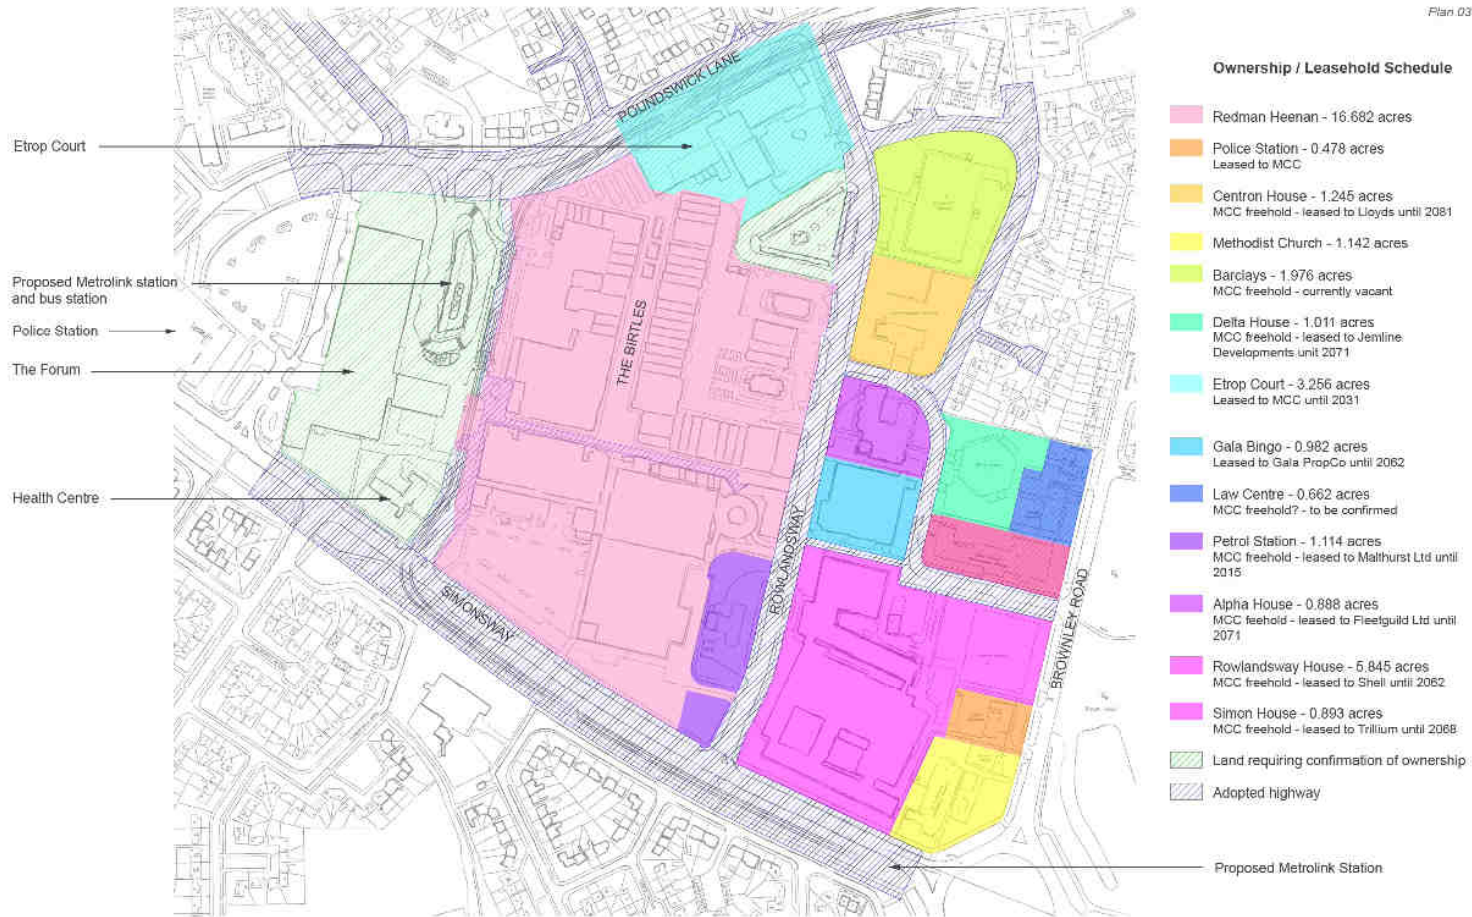 Plan 03
Ownership / Leasehold Schedule
Redman Heenan - 16.682 acres
Police Station - 0.478 acres
Leased to MCC
Centron House - 1.245 acres
MCC freehold - leased to Lloyds until 2081
Methodist Church - 1.142 acres
Barclays - 1.976 acres
MCC freehold - currently vacant
Delta House - 1.011 acres
MCC freehold - leased to Jemline
Developments unit 2071
Etrop Court - 3.256 acres
Leased to MCC until 2031
Gala Bingo - 0.982 acres
Leased to Gala PropCo until 2062
Law Centre - 0.662 acres
MCC freehold? - to be confirmed
Petrol Station - 1.114 acres
MCC freehold - leased to Malthurst Ltd until
2015
Alpha House - 0.888 acres
MCC feehold - leased to Fleetguild Ltd until
2071
Rowlandsway House - 5.845 acres
MCC freehold - leased to Shell until 2062
Simon House - 0.893 acres
MCC freehold - leased to Trillium until 2068
Land requiring confirmation of ownership
Adopted highway
Etrop Court
Proposed Metrolink station
and bus station
Police Station
The Forum
Health Centre
POUNDSWICK LANE
THE BIRTLES
ROWLANDSWAY
SIMONSWAY
BROWNLEY ROAD
Proposed Metrolink Station